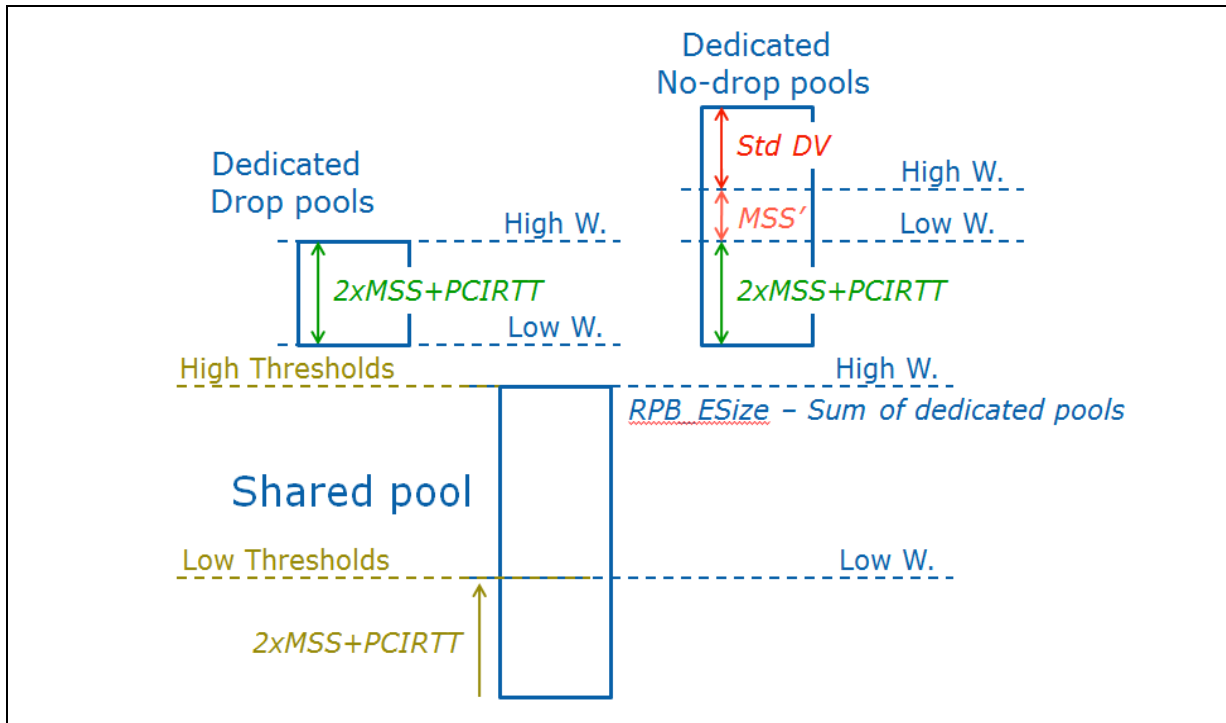 Dedicated
No-drop pools
Std DV
Dedicated
Drop pools
High W.
MSS’
High W.
Low W.
2xMSS+PCIRTT
2xMSS+PCIRTT
Low W.
High Thresholds
High W.
RPB_ESize – Sum of dedicated pools
Shared pool
Low Thresholds
Low W.
2xMSS+PCIRTT